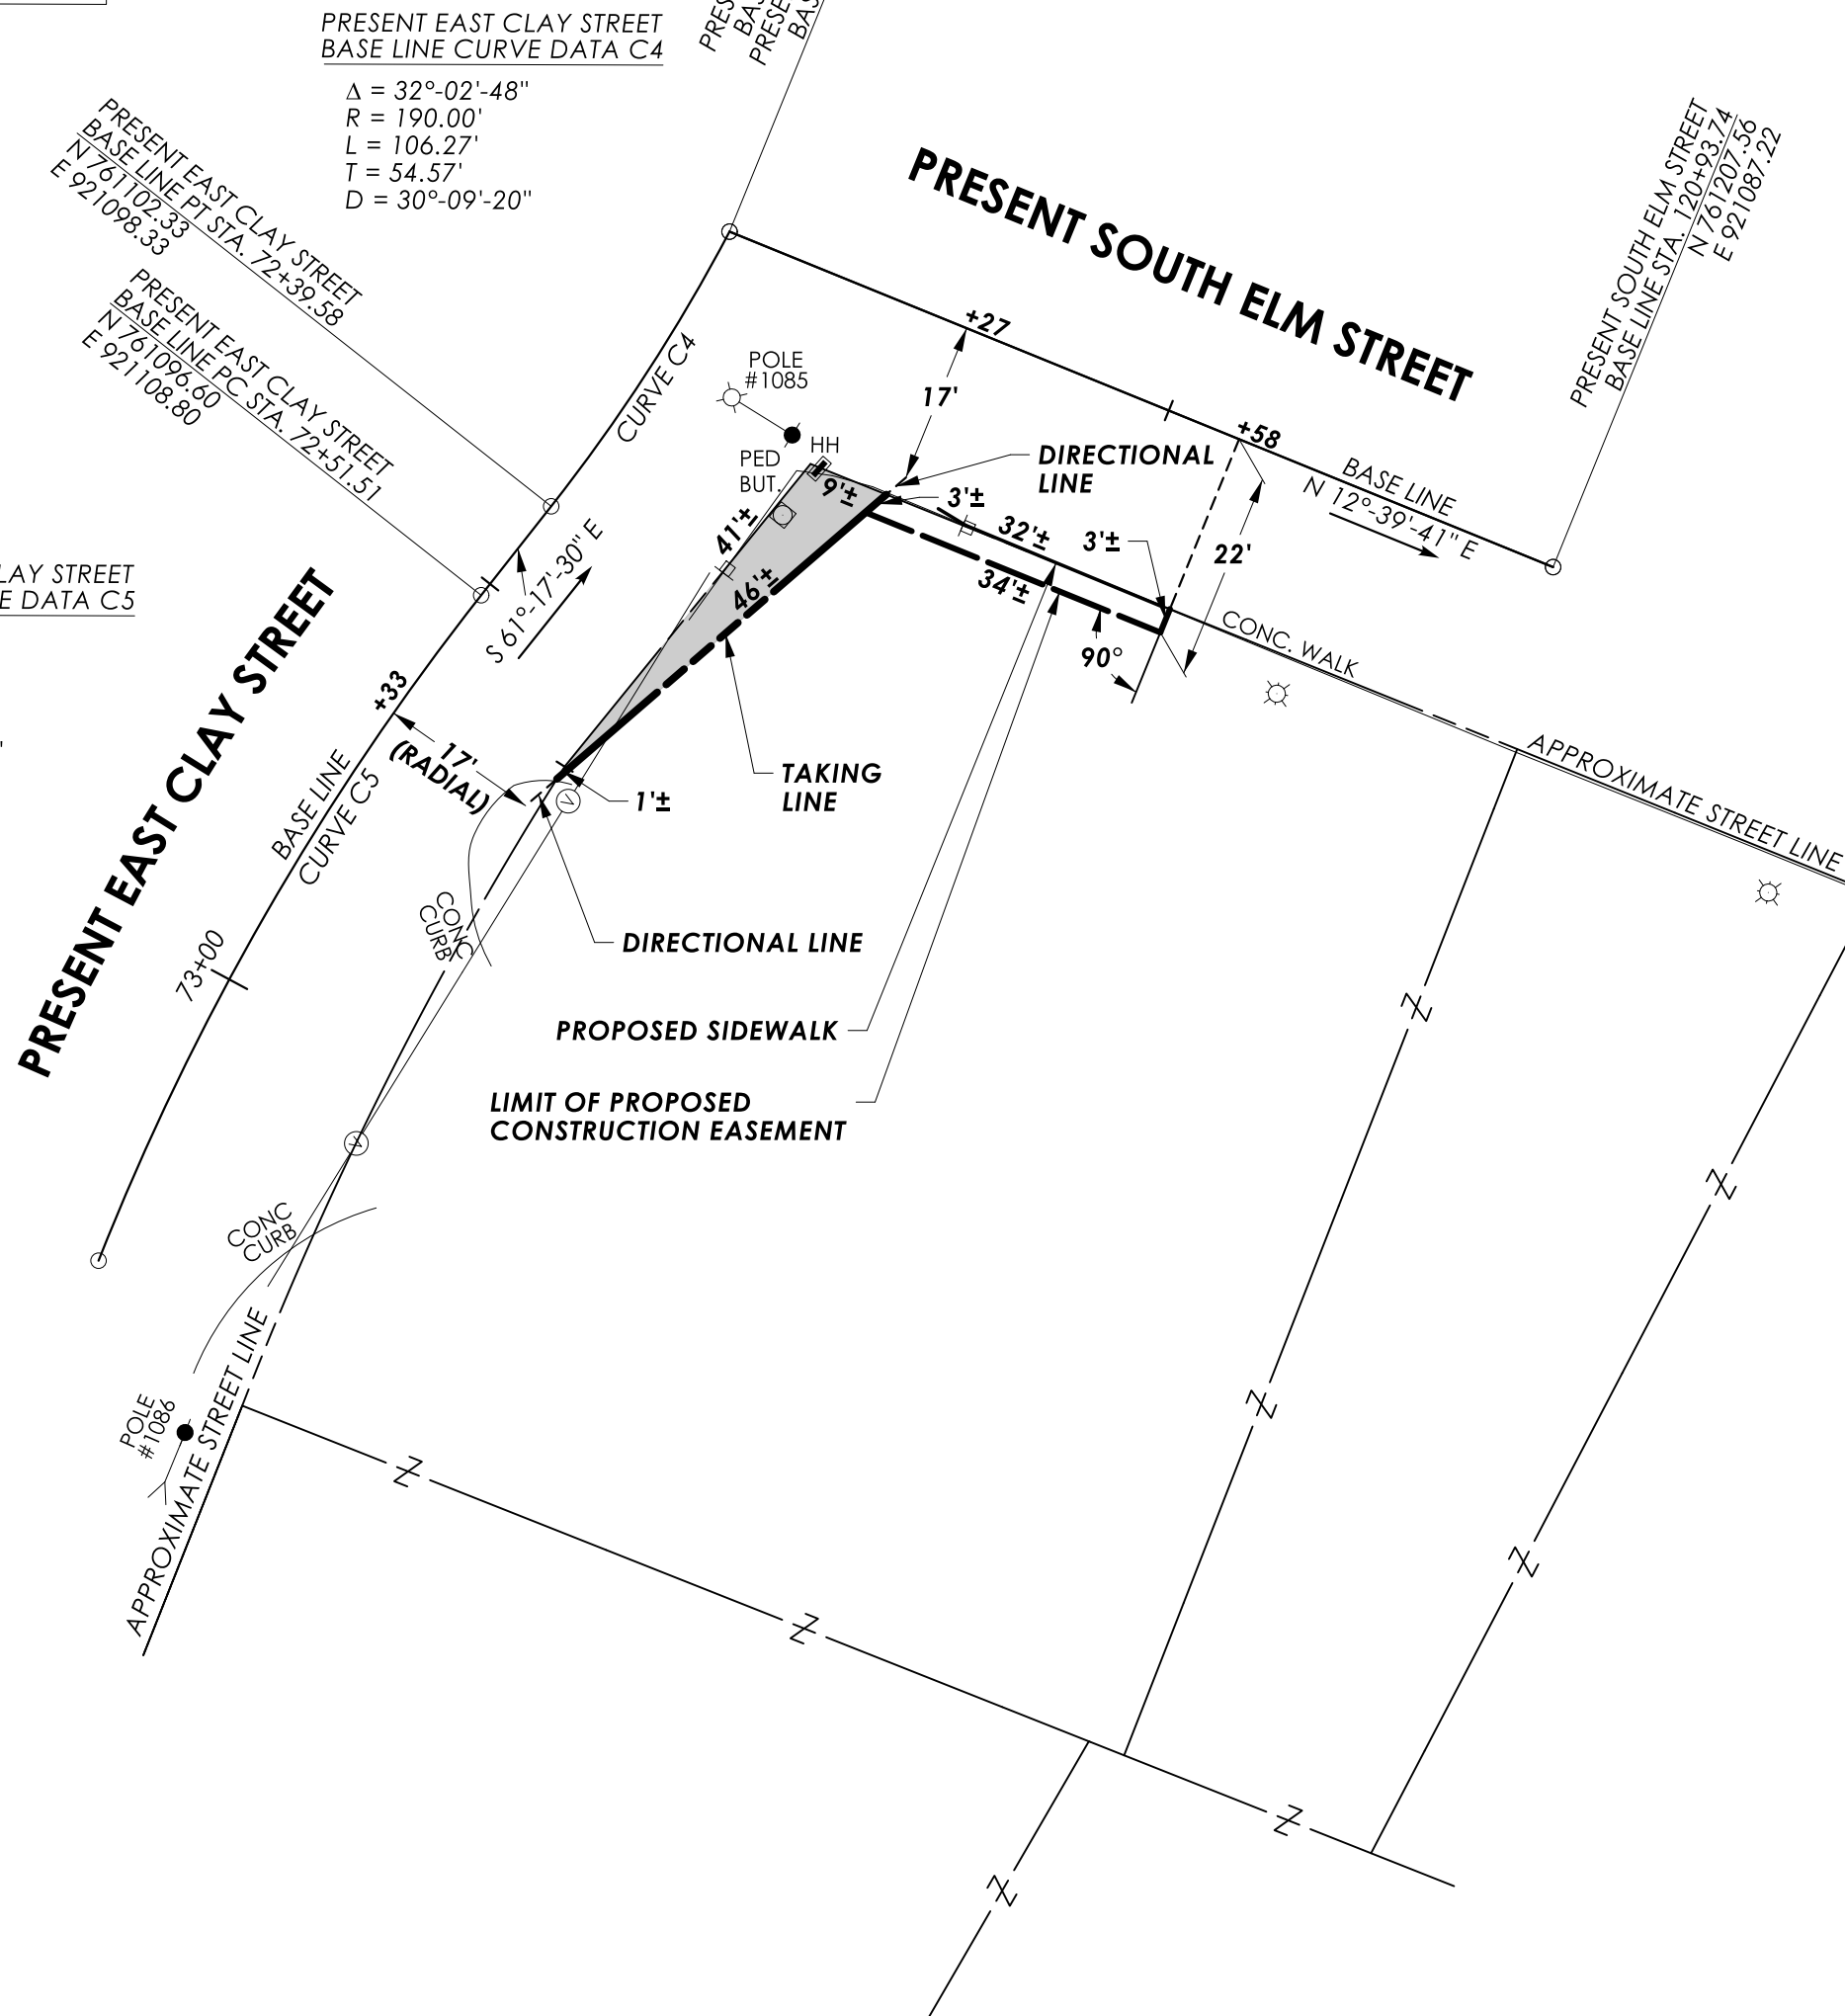 PRESENT EAST CLAY STREET
BASE LINE CURVE DATA C4
Δ = 32°-02'-48"
R = 190.00'
L = 106.27'
T = 54.57'
D = 30°-09'-20"
PRESENT EAST CLAY STREET
BASE LINE PT STA. 72+39.58
N 761102.33
E 921098.33
PRESENT EAST CLAY STREET
BASE LINE PC STA. 72+51.51
N 761096.60
E 921108.80
PRESENT SOUTH ELM STREET
PRESENT SOUTH ELM STREET
BASE LINE STA. 120+93.74
N 761207.56
E 921087.22
+27
17'
+58
BASE LINE
N 12°-39'-41" E
CURVE C4
POLE
#1085
HH
PED
BUT.
DIRECTIONAL
LINE
9'±
3'±
32'±
3'±
22'
34'±
90°
41'±
46'±
S 61°-17'-30" E
CONC. WALK
APPROXIMATE STREET LINE
LAY STREET
E DATA C5
PRESENT EAST CLAY STREET
+33
17'
(RADIAL)
BASE LINE
CURVE C5
1'±
TAKING
LINE
CONC
CURB
DIRECTIONAL LINE
73+00
PROPOSED SIDEWALK
LIMIT OF PROPOSED
CONSTRUCTION EASEMENT
CONC
CURB
POLE
#1086
APPROXIMATE STREET LINE